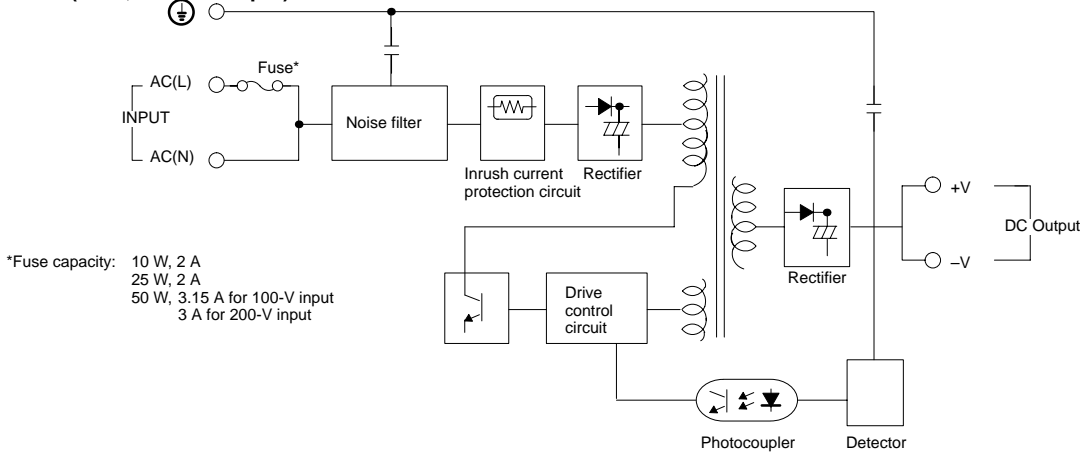 AC(L)
Fuse*
INPUT
AC(N)
Noise filter
Inrush current
protection circuit
Rectifier
+V
DC Output
–V
Rectifier
*Fuse capacity: 10 W, 2 A
25 W, 2 A
50 W, 3.15 A for 100-V input
3 A for 200-V input
Drive
control
circuit
Photocoupler
Detector